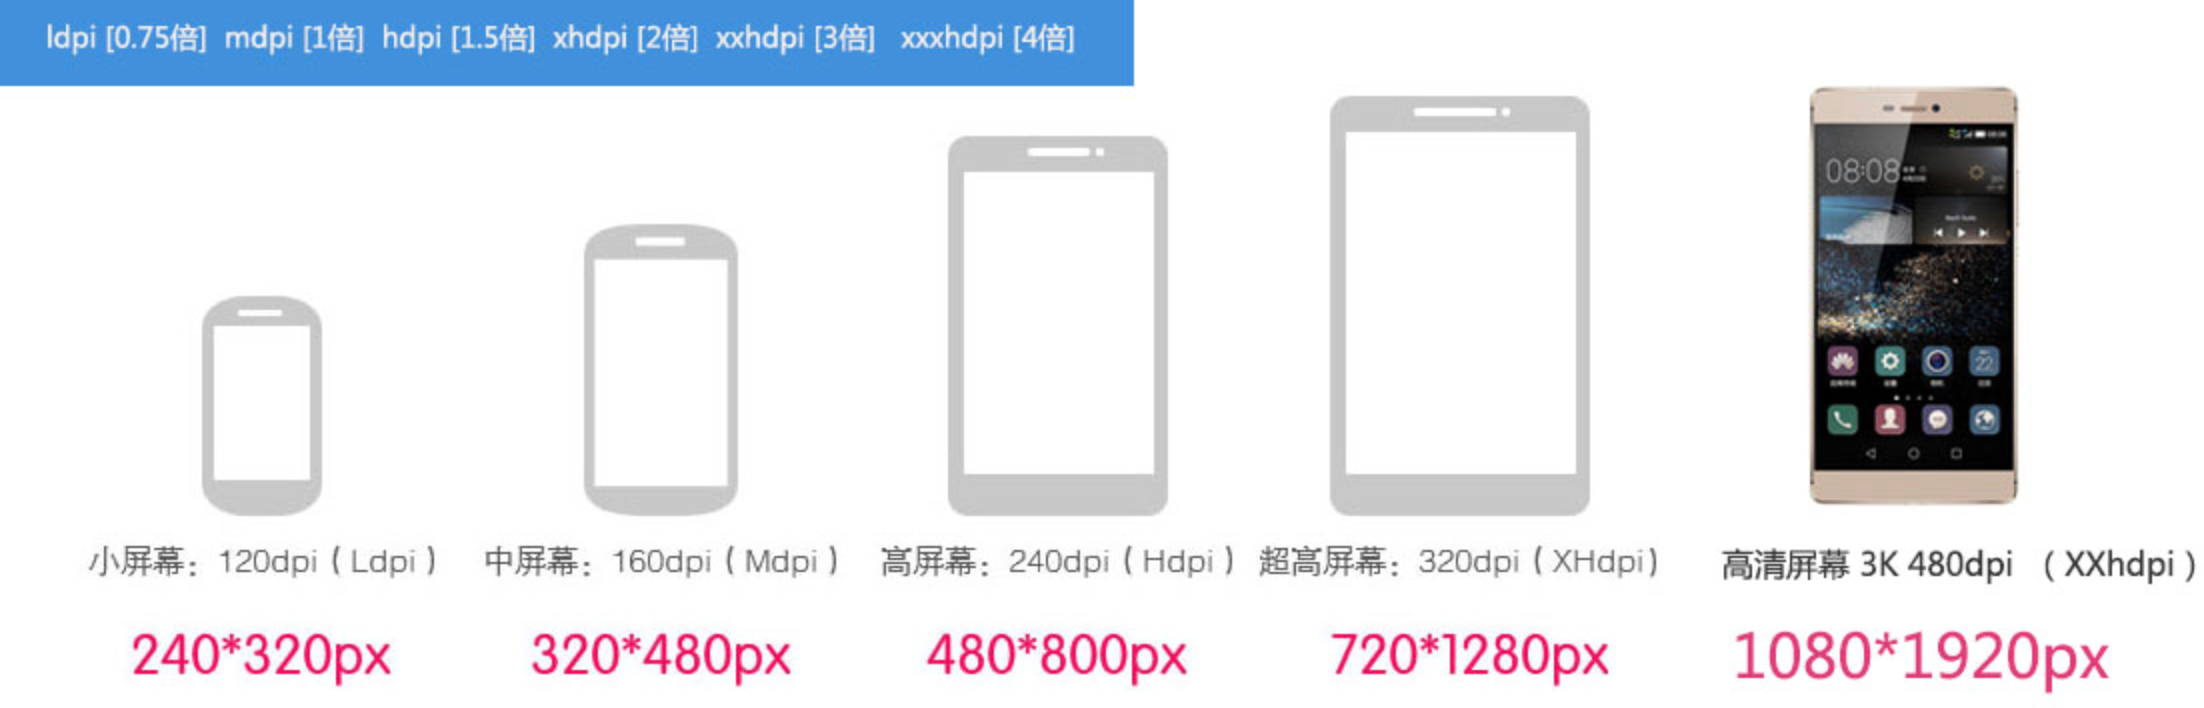 ldpi [0.75倍] mdpi [1倍] hdpi [1.5倍] xhdpi [2倍] xxhdpi [3倍] xxxhdpi [4倍]
08:08
22
小屏幕：120dpi（Ldpi） 中屏幕：160dpi（Mdpi） 高屏幕：240dpi（Hdpi） 超高屏幕：320dpi（XHdpi） 高清屏幕 3K 480dpi （XXhdpi）
240*320px 320*480px 480*800px 720*1280px 1080*1920px